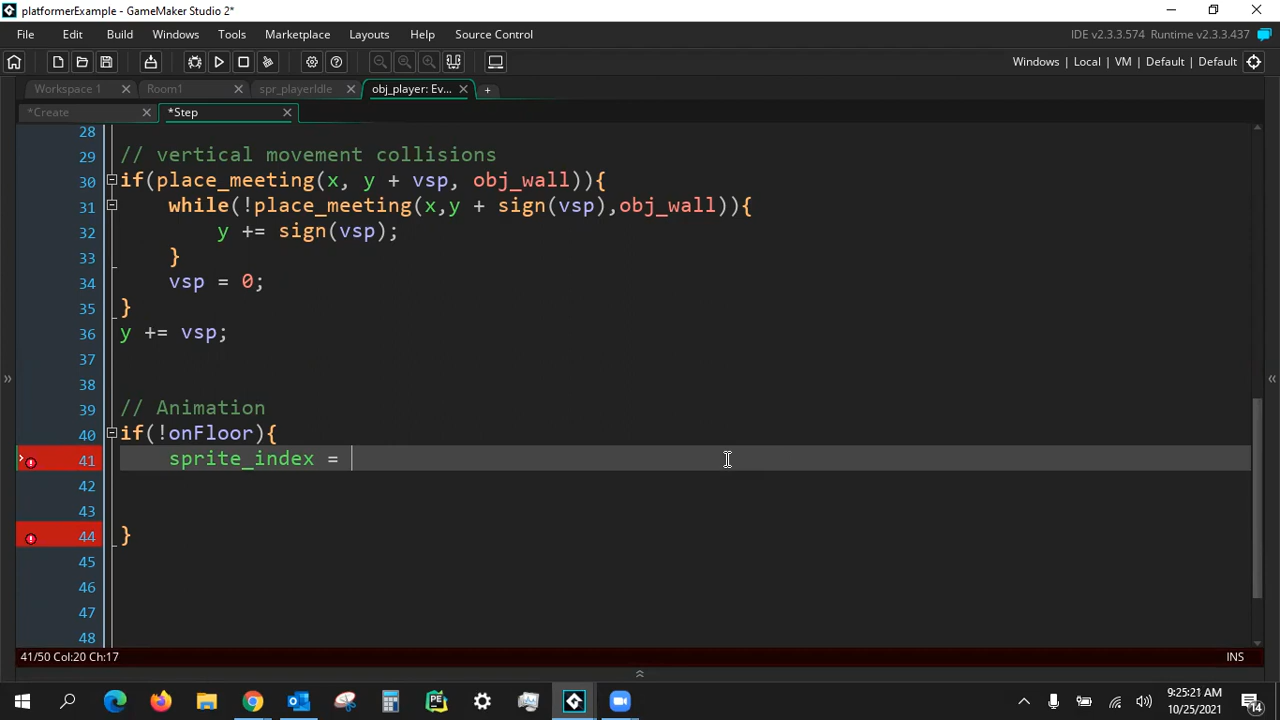 platformerExample - GameMaker Studio 2*
File Edit Build Windows Tools Marketplace Layouts Help Source Control
IDE v2.3.3.574 Runtime v2.3.3.437
Windows | Local | VM | Default | Default
Workspace 1 Room1 spr_playerIdle obj_player: Ev...
*Create *Step
28
29 // vertical movement collisions
30 if(place_meeting(x, y + vsp, obj_wall)){
31 while(!place_meeting(x,y + sign(vsp),obj_wall)){
32 y += sign(vsp);
33 }
34 vsp = 0;
35 }
36 y += vsp;
37
38
39 // Animation
40 if(!onFloor){
41 sprite_index =
42
43
44 }
45
46
47
48
41/50 Col:20 Ch:17 INS
9:25:21 AM
10/25/2021
14